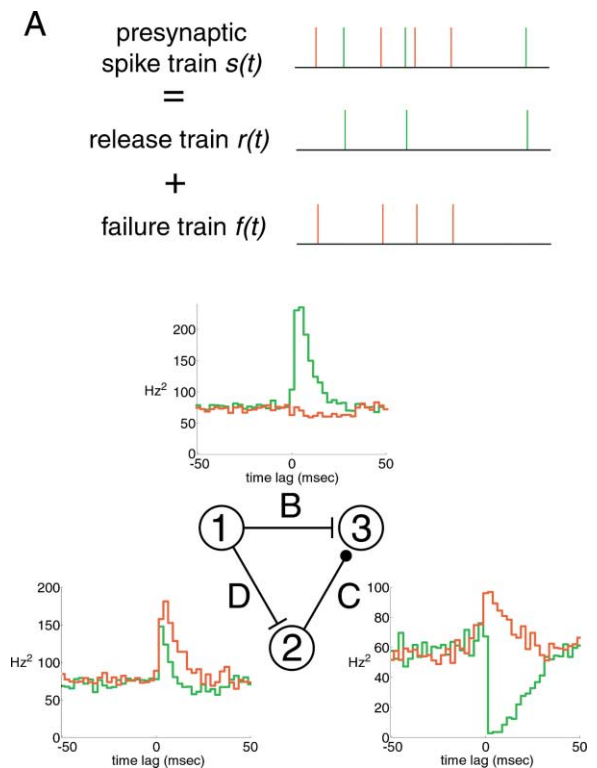 A
presynaptic
spike train s(t)
=
release train r(t)
+
failure train f(t)
200
150
Hz²
100
50
0
-50
0
50
time lag (msec)
B
1
3
D
C
2
200
150
Hz²
100
50
0
-50
0
50
time lag (msec)
100
80
60
Hz²
40
20
0
-50
0
50
time lag (msec)